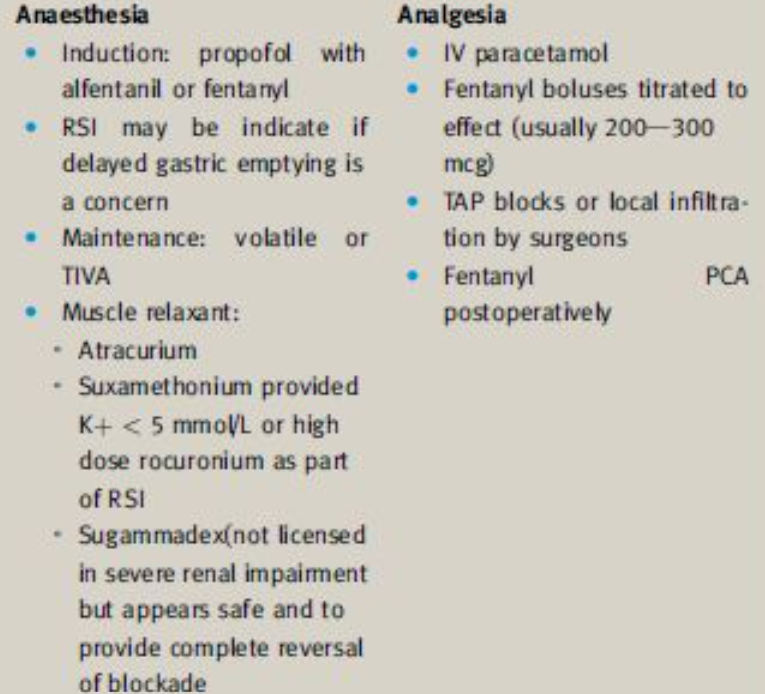 Anaesthesia
• Induction: propofol with
alfentanil or fentanyl
• RSI may be indicate if
delayed gastric emptying is
a concern
• Maintenance: volatile or
TIVA
• Muscle relaxant:
◦ Atracurium
◦ Suxamethonium provided
K+ < 5 mmol/L or high
dose rocuronium as part
of RSI
◦ Sugammadex(not licensed
in severe renal impairment
but appears safe and to
provide complete reversal
of blockade
Analgesia
• IV paracetamol
• Fentanyl boluses titrated to
effect (usually 200—300
mcg)
• TAP blocks or local infiltra-
tion by surgeons
• Fentanyl PCA
postoperatively